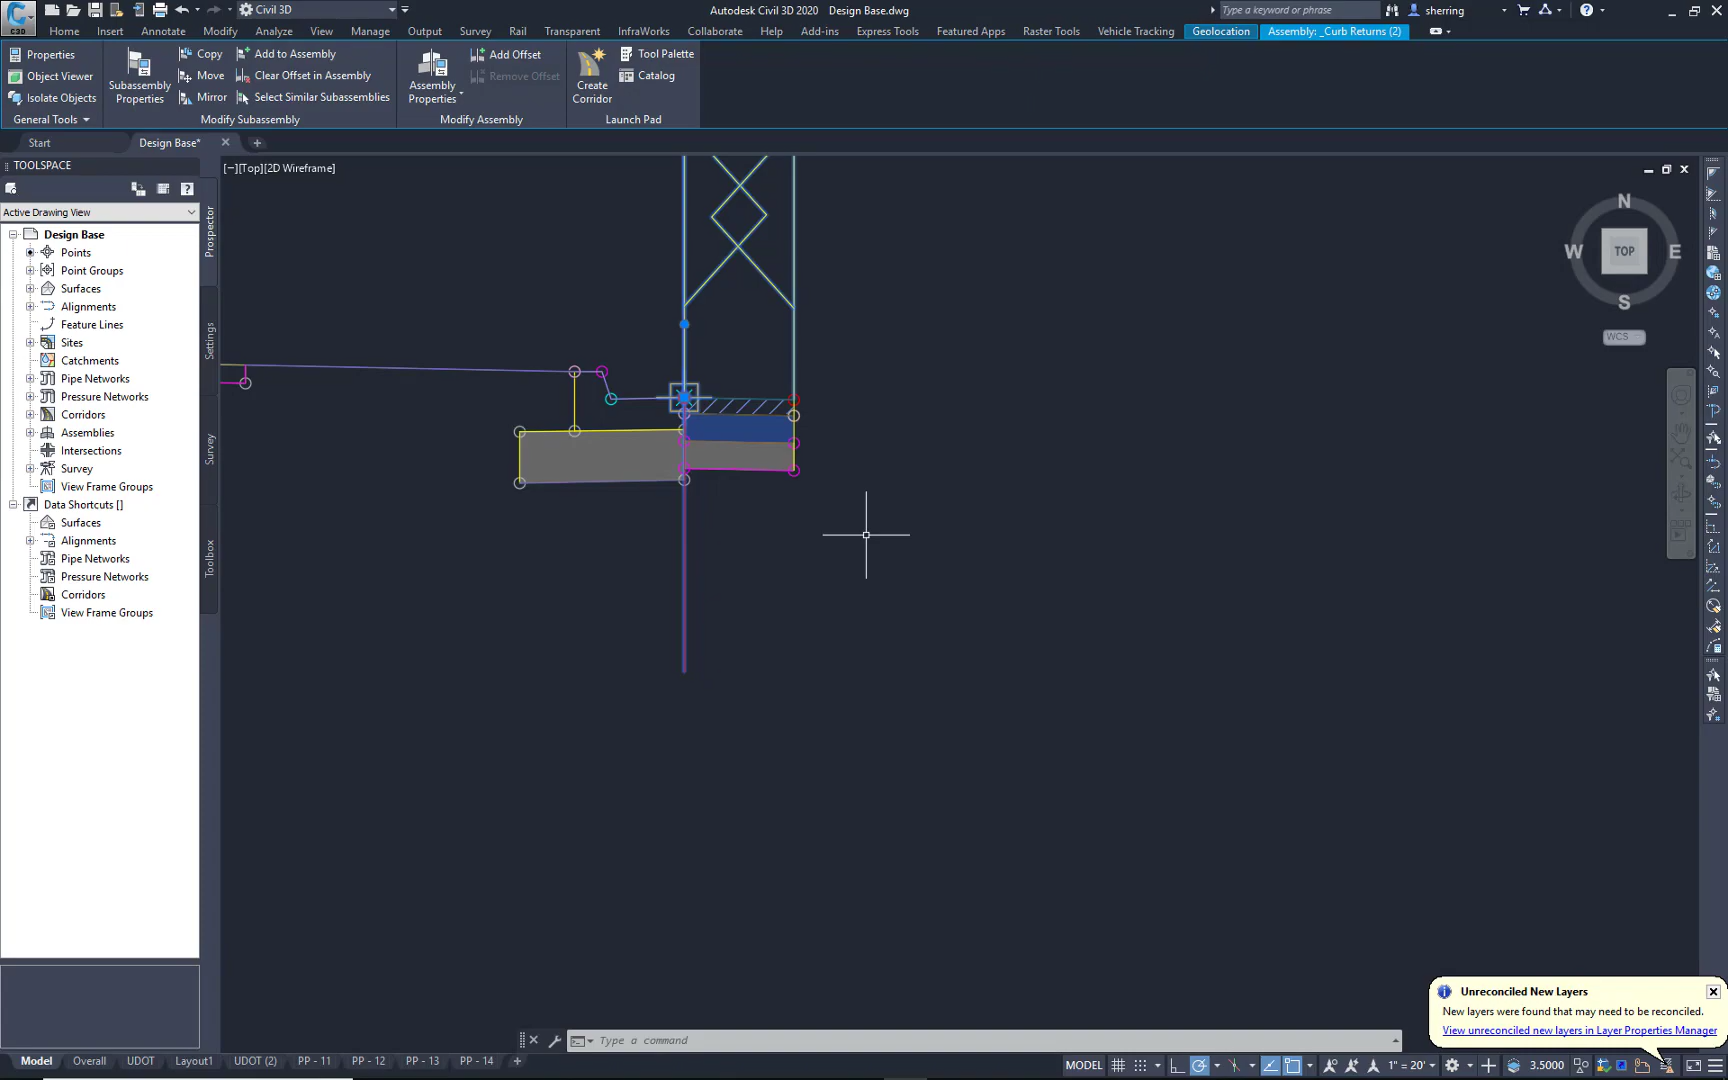 C3D
Civil 3D
Autodesk Civil 3D 2020 Design Base.dwg
Type a keyword or phrase
sherring
Home Insert Annotate Modify Analyze View Manage Output Survey Rail Transparent InfraWorks Collaborate Help Add-ins Express Tools Featured Apps Raster Tools Vehicle Tracking Geolocation Assembly: _Curb Returns (2)
Properties
Object Viewer
Isolate Objects
General Tools
Subassembly Properties
Copy
Move
Mirror
Add to Assembly
Clear Offset in Assembly
Select Similar Subassemblies
Modify Subassembly
Assembly Properties
Add Offset
Remove Offset
Modify Assembly
Create Corridor
Tool Palette
Catalog
Launch Pad
Start
Design Base*
TOOLSPACE
Active Drawing View
Design Base
Points
Point Groups
Surfaces
Alignments
Feature Lines
Sites
Catchments
Pipe Networks
Pressure Networks
Corridors
Assemblies
Intersections
Survey
View Frame Groups
Data Shortcuts []
Surfaces
Alignments
Pipe Networks
Pressure Networks
Corridors
View Frame Groups
Prospector
Settings
Survey
Toolbox
[−][Top][2D Wireframe]
N
W TOP E
S
WCS
Unreconciled New Layers
New layers were found that may need to be reconciled.
View unreconciled new layers in Layer Properties Manager
Type a command
Model Overall UDOT Layout1 UDOT (2) PP - 11 PP - 12 PP - 13 PP - 14
MODEL 1" = 20' 3.5000